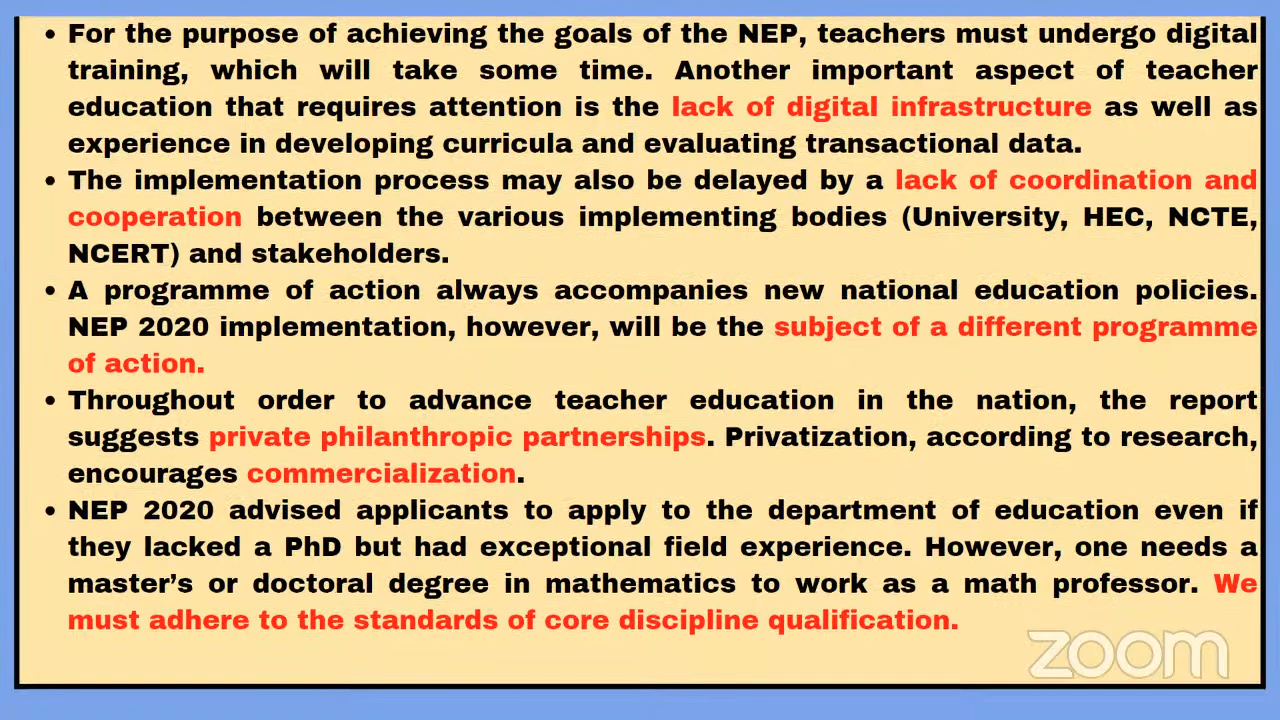 • For the purpose of achieving the goals of the NEP, teachers must undergo digital
training, which will take some time. Another important aspect of teacher
education that requires attention is the lack of digital infrastructure as well as
experience in developing curricula and evaluating transactional data.
• The implementation process may also be delayed by a lack of coordination and
cooperation between the various implementing bodies (University, HEC, NCTE,
NCERT) and stakeholders.
• A programme of action always accompanies new national education policies.
NEP 2020 implementation, however, will be the subject of a different programme
of action.
• Throughout order to advance teacher education in the nation, the report
suggests private philanthropic partnerships. Privatization, according to research,
encourages commercialization.
• NEP 2020 advised applicants to apply to the department of education even if
they lacked a PhD but had exceptional field experience. However, one needs a
master’s or doctoral degree in mathematics to work as a math professor. We
must adhere to the standards of core discipline qualification.
zoom